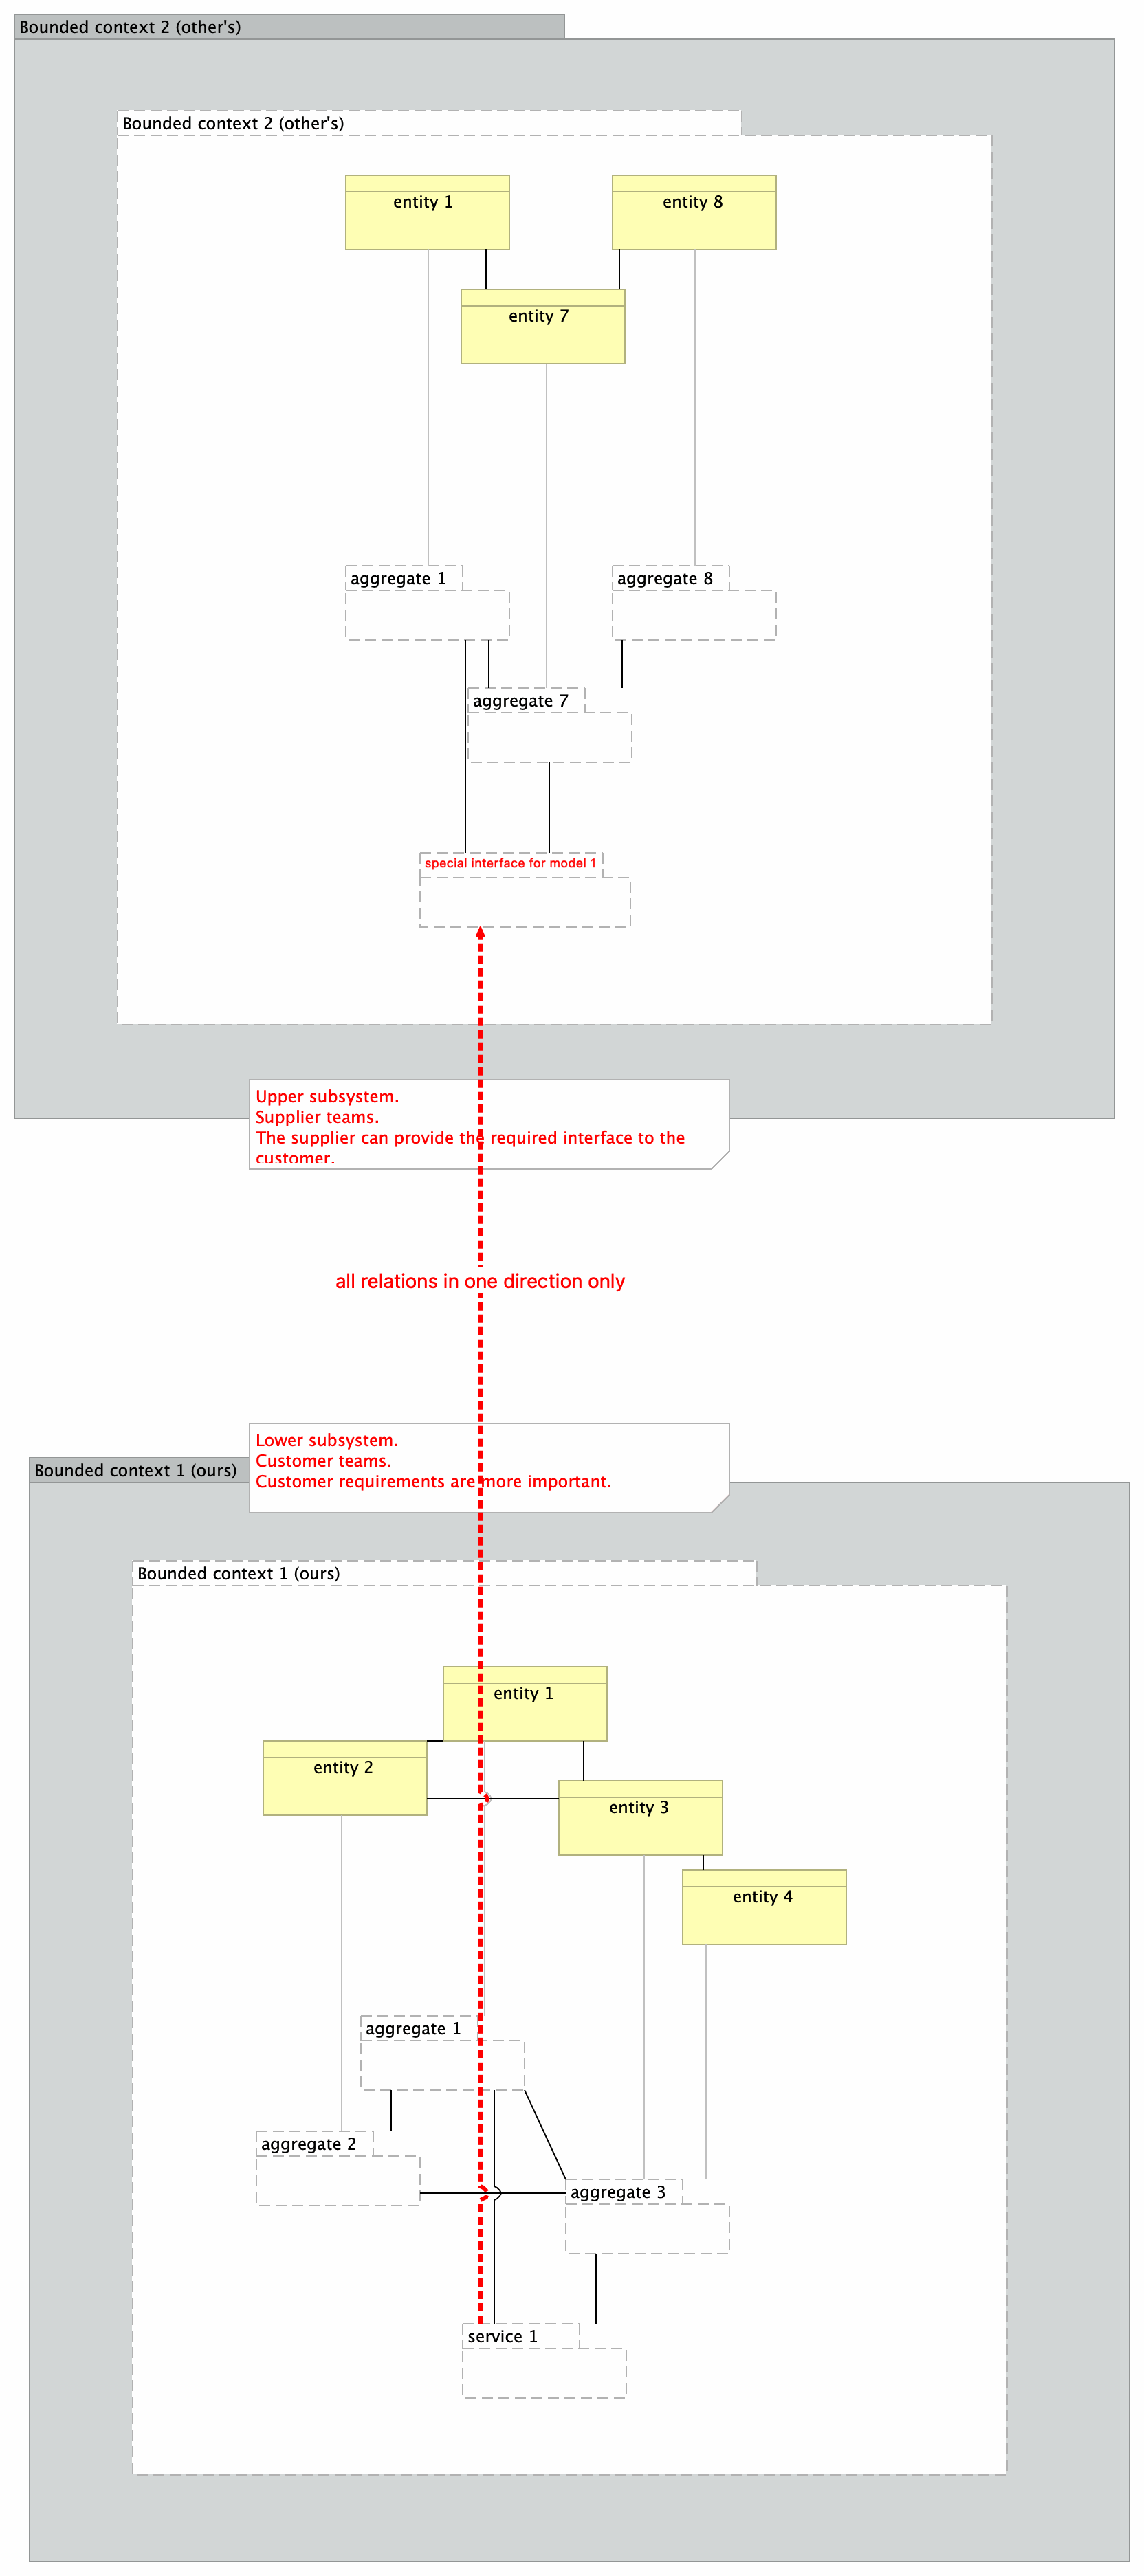 Bounded context 2 (other's)
Bounded context 2 (other's)
entity 1
entity 8
entity 7
aggregate 1
aggregate 8
aggregate 7
special interface for model 1
Upper subsystem.
Supplier teams.
The supplier can provide the required interface to the
customer.
all relations in one direction only
Lower subsystem.
Customer teams.
Customer requirements are more important.
Bounded context 1 (ours)
Bounded context 1 (ours)
entity 1
entity 2
entity 3
entity 4
aggregate 1
aggregate 2
aggregate 3
service 1